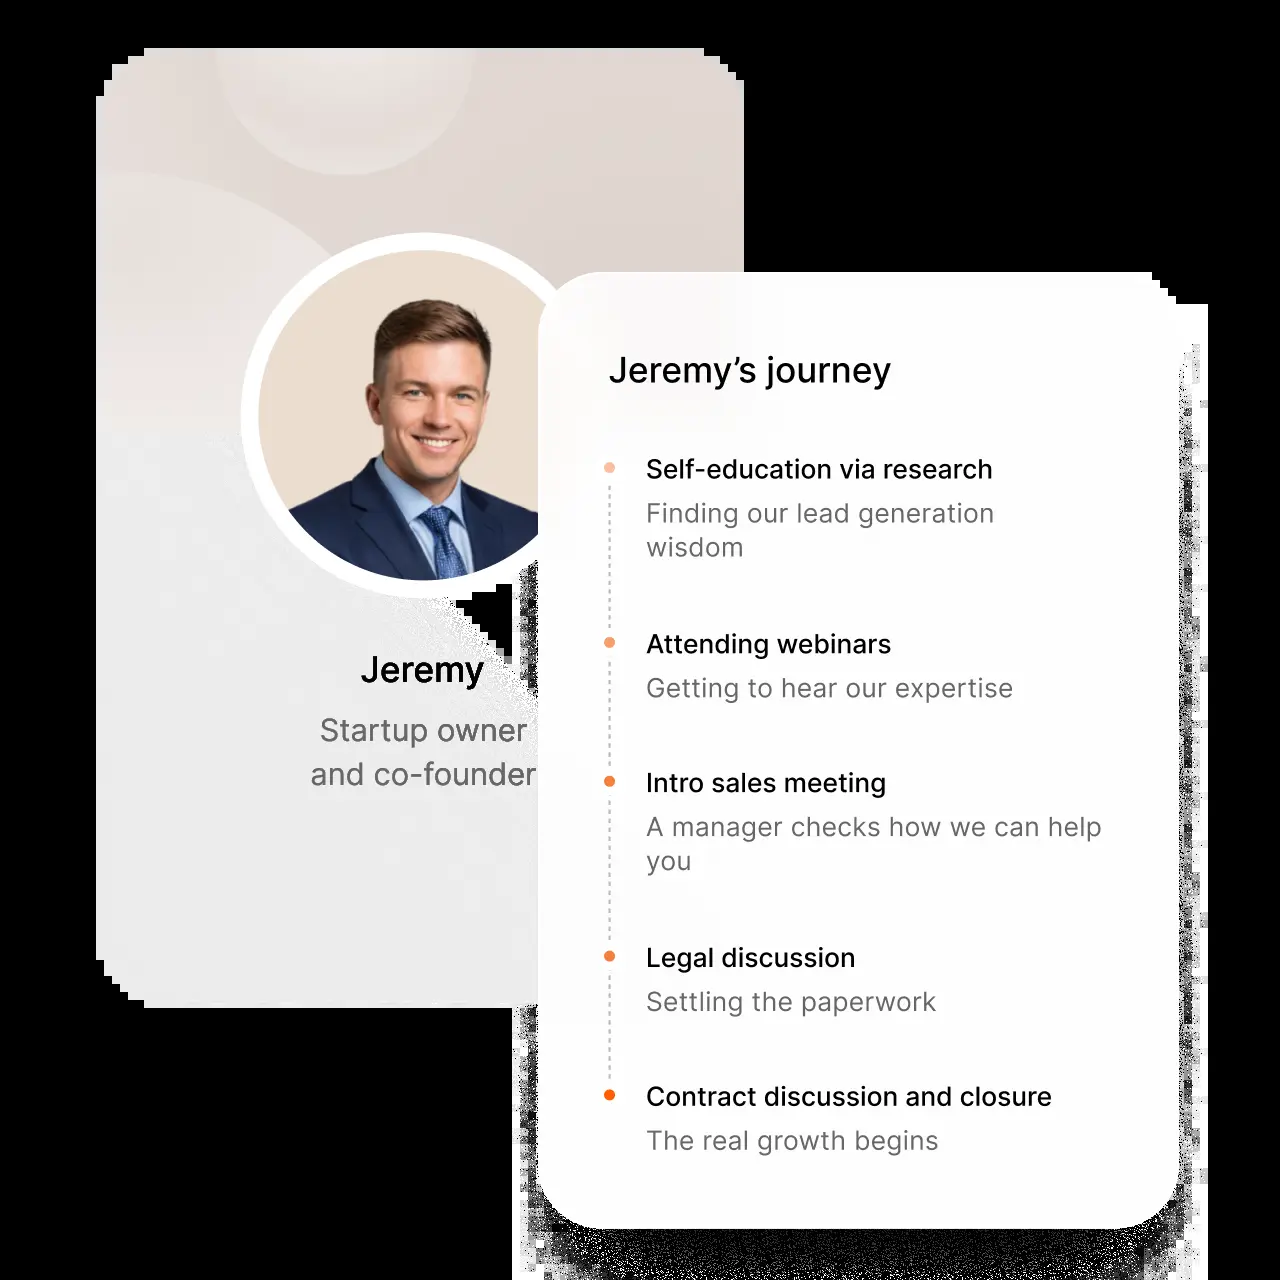 Jeremy
Startup owner
and co-founder
Jeremy’s journey
Self-education via research
Finding our lead generation
wisdom
Attending webinars
Getting to hear our expertise
Intro sales meeting
A manager checks how we can help
you
Legal discussion
Settling the paperwork
Contract discussion and closure
The real growth begins